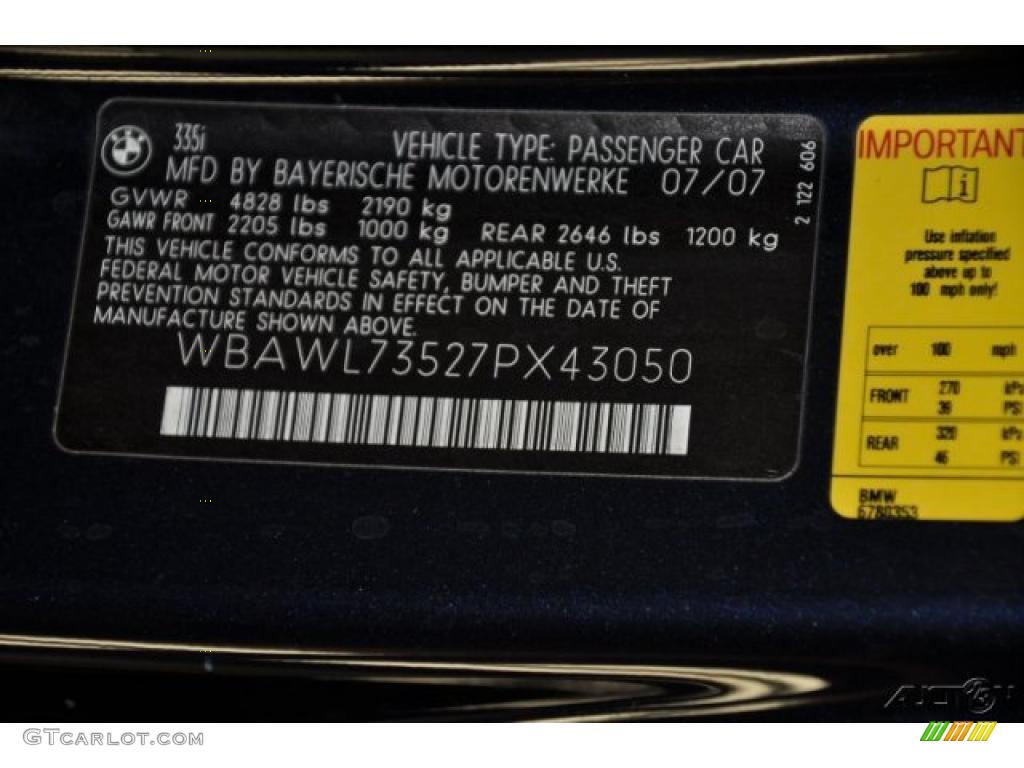 335i
VEHICLE TYPE: PASSENGER CAR
MFD BY BAYERISCHE MOTORENWERKE 07/07
GVWR 4828 lbs 2190 kg
GAWR FRONT 2205 lbs 1000 kg REAR 2646 lbs 1200 kg
THIS VEHICLE CONFORMS TO ALL APPLICABLE U.S.
FEDERAL MOTOR VEHICLE SAFETY, BUMPER AND THEFT
PREVENTION STANDARDS IN EFFECT ON THE DATE OF
MANUFACTURE SHOWN ABOVE.
WBAWL73527PX43050
2 122 606
IMPORTANT
Use inflation
pressure specified
above up to
100 mph only!
over 100 mph
FRONT 270 kPa
36 PSI
REAR 320 kPa
46 PSI
BMW
6780353
GTCARLOT.COM